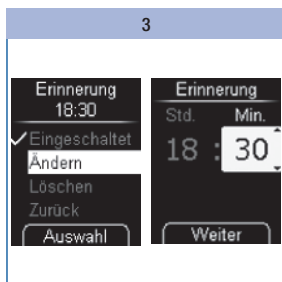 3
Erinnerung
18:30
Eingeschaltet
Ändern
Löschen
Zurück
Auswahl
Erinnerung
Std. Min.
18 : 30
Weiter